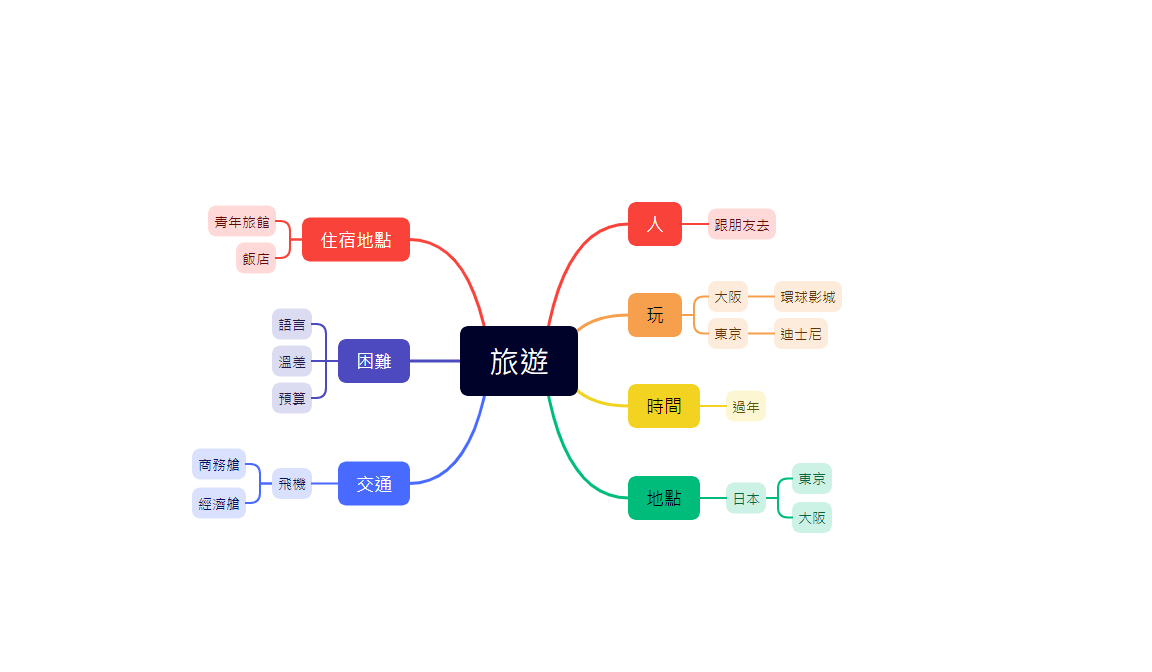 旅遊
人
跟朋友去
玩
大阪
環球影城
東京
迪士尼
時間
過年
地點
日本
東京
大阪
住宿地點
青年旅館
飯店
困難
語言
溫差
預算
交通
飛機
商務艙
經濟艙